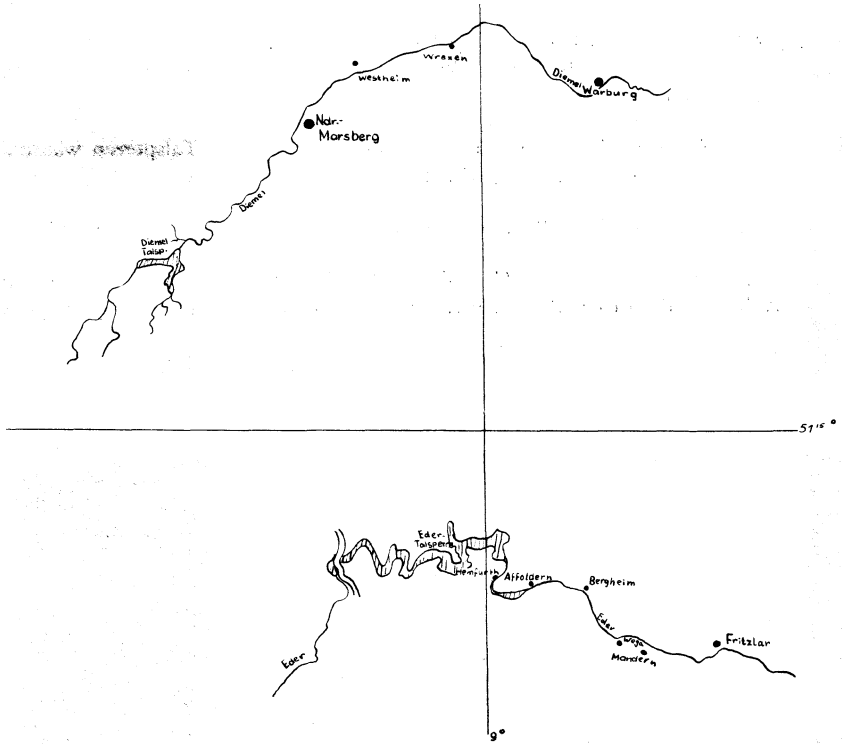 Wrexen
Westheim
Diemel
Warburg
Ndr.-
Marsberg
Diemel
Diemel
Talsp.
51¹⁵ °
Eder-
Talsperre
Hemfurth
Affoldern
Bergheim
Eder
Wega
Mandern
Fritzlar
Eder
9°